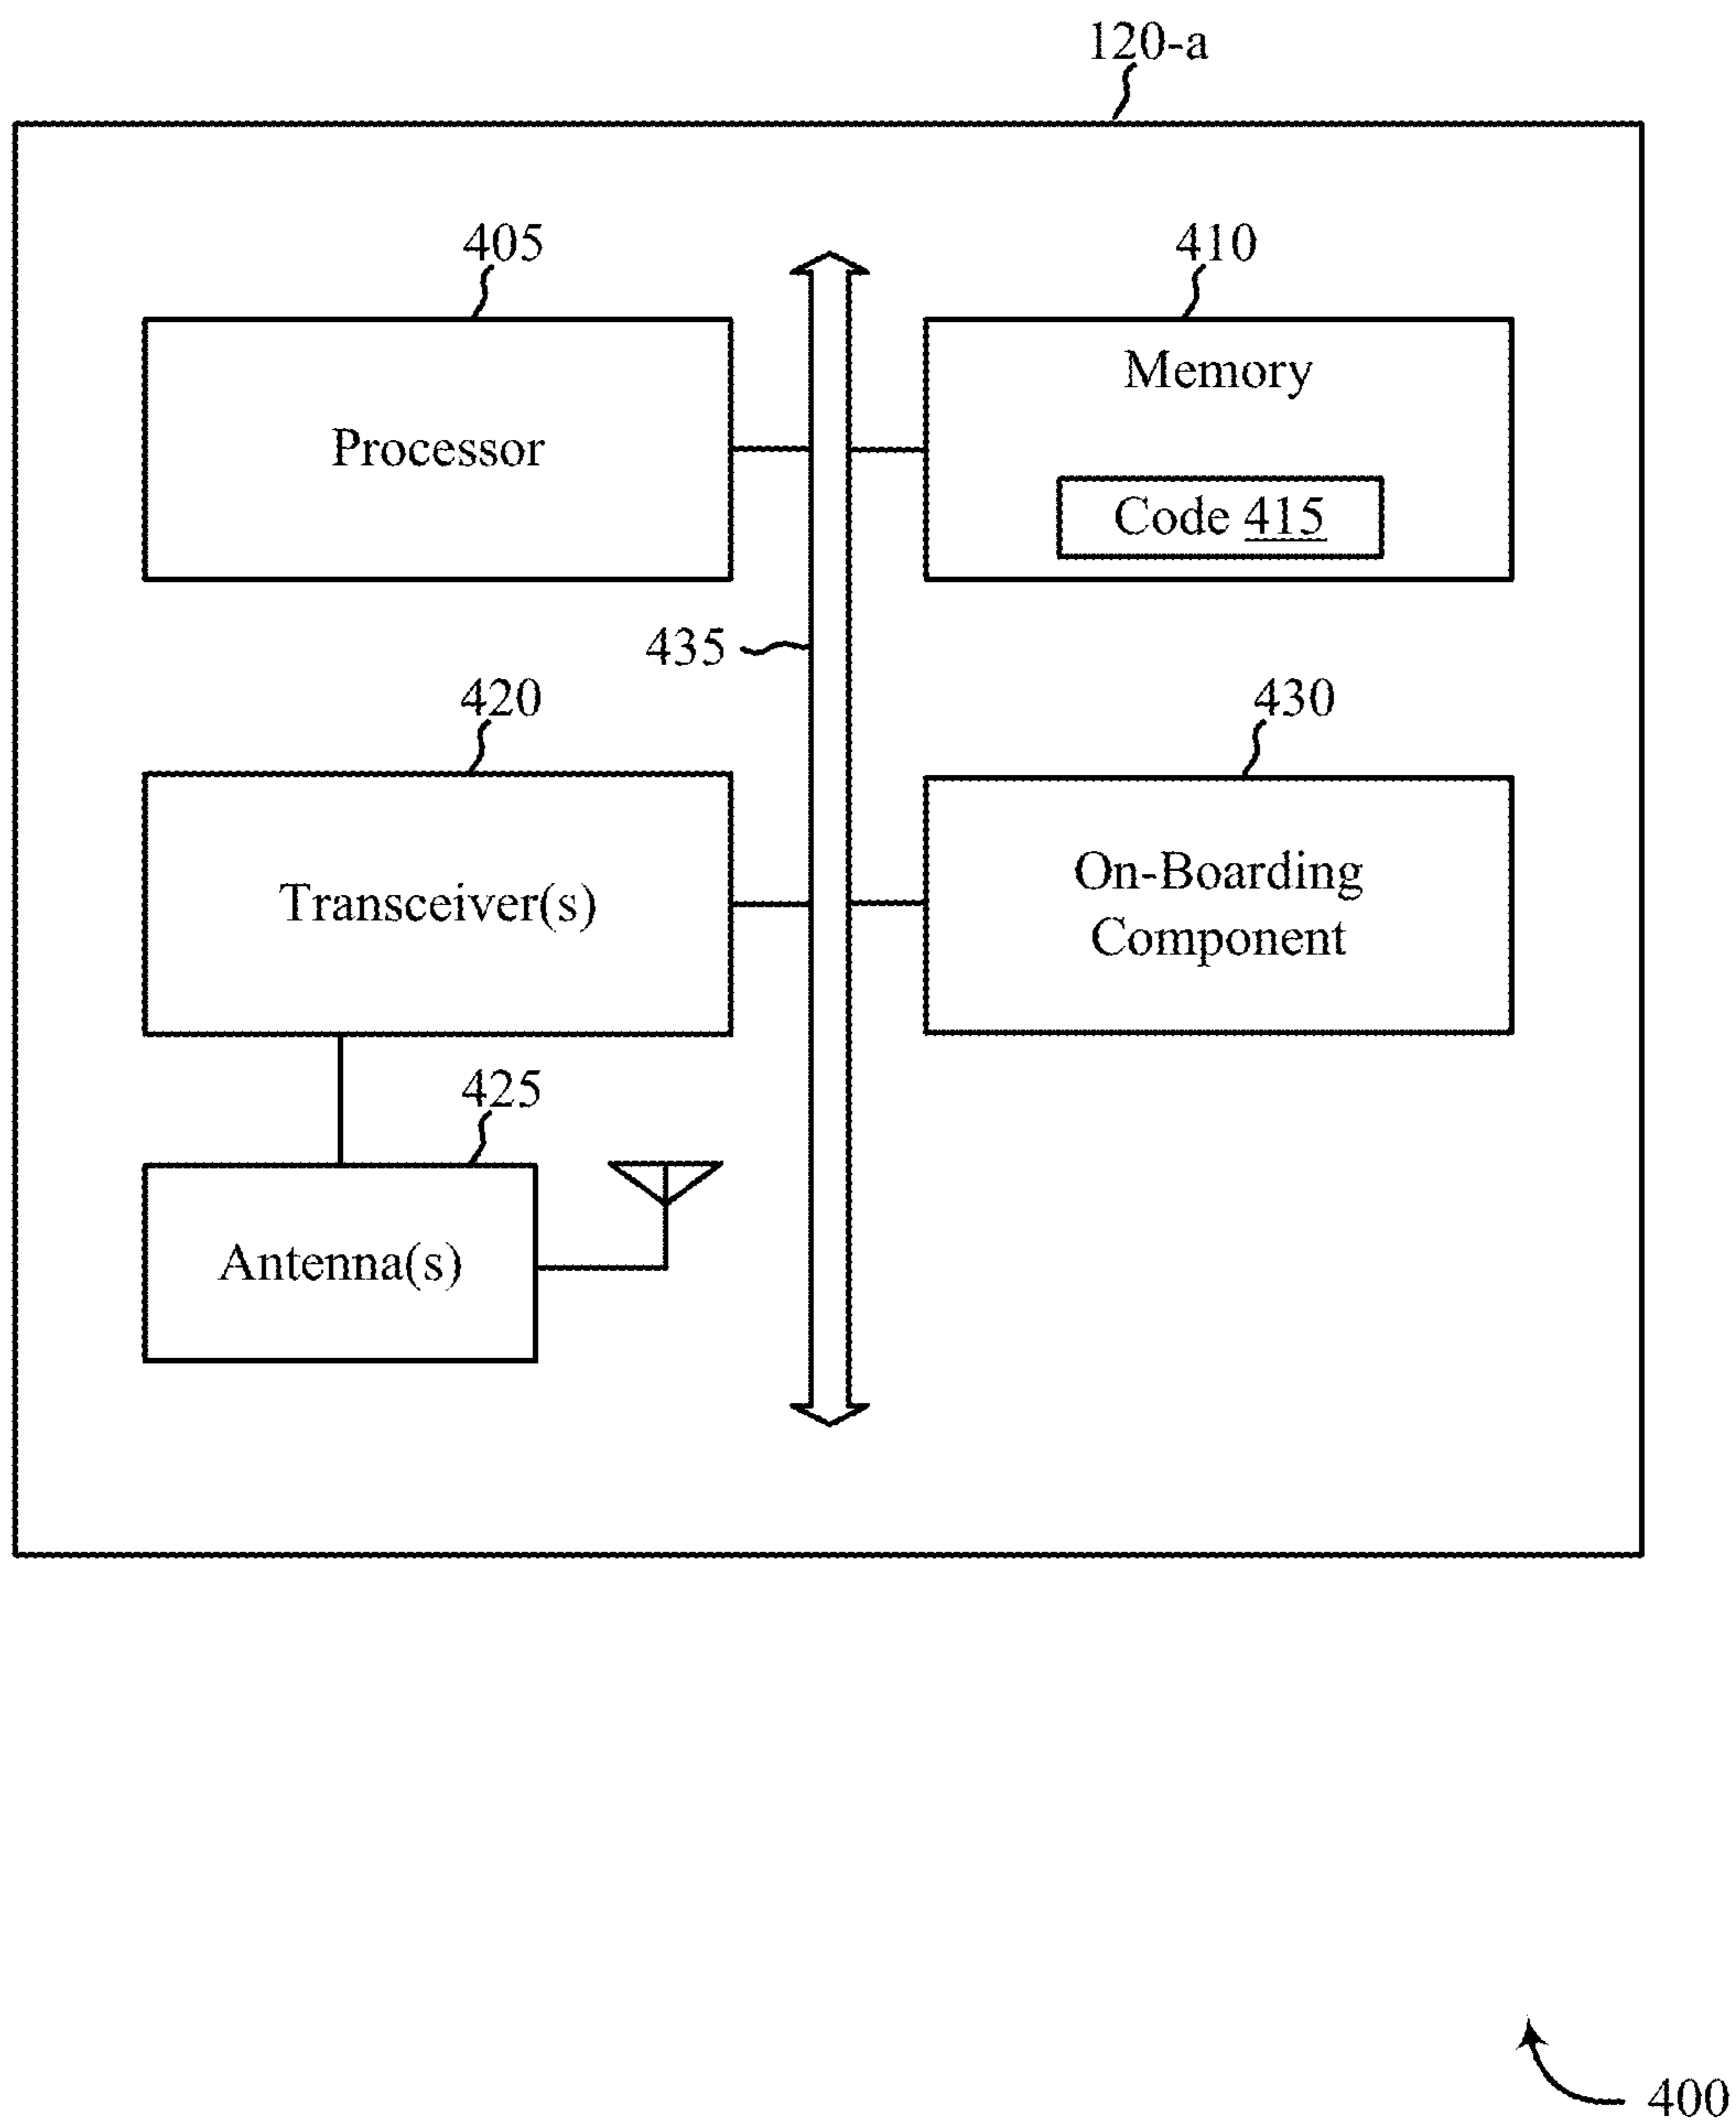 120-a
405
410
Processor
Memory
Code 415
435
420
430
Transceiver(s)
On-Boarding
Component
425
Antenna(s)
400